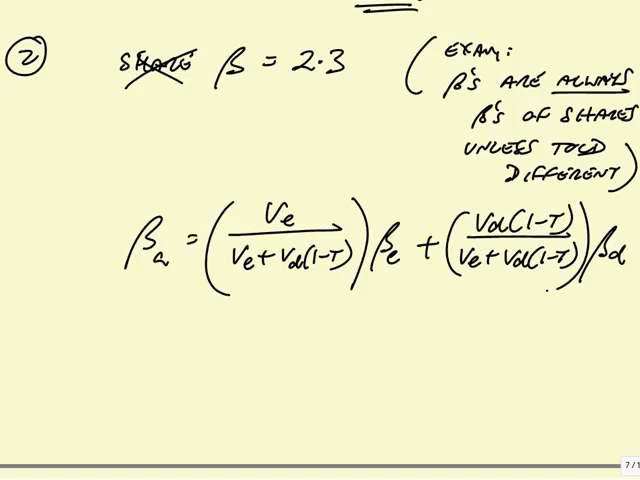 ② SHARE β = 2.3
(EXAM:
β's ARE ALWAYS
β's OF SHARES
UNLESS TOLD
DIFFERENT)
βa = (Ve / (Ve + Vd(1-T))) βe + (Vd(1-T) / (Ve + Vd(1-T))) βd
7 / 1